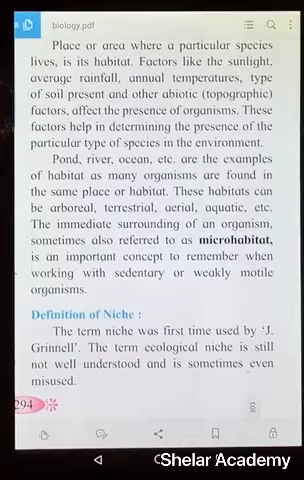 biology.pdf
Place or area where a particular species
lives, is its habitat. Factors like the sunlight,
average rainfall, annual temperatures, type
of soil present and other abiotic (topographic)
factors, affect the presence of organisms. These
factors help in determining the presence of the
particular type of species in the environment.
Pond, river, ocean, etc. are the examples
of habitat as many organisms are found in
the same place or habitat. These habitats can
be arboreal, terrestrial, aerial, aquatic, etc.
The immediate surrounding of an organism,
sometimes also referred to as microhabitat,
is an important concept to remember when
working with sedentary or weakly motile
organisms.
Definition of Niche :
The term niche was first time used by ‘J.
Grinnell’. The term ecological niche is still
not well understood and is sometimes even
misused.
294
303
Shelar Academy